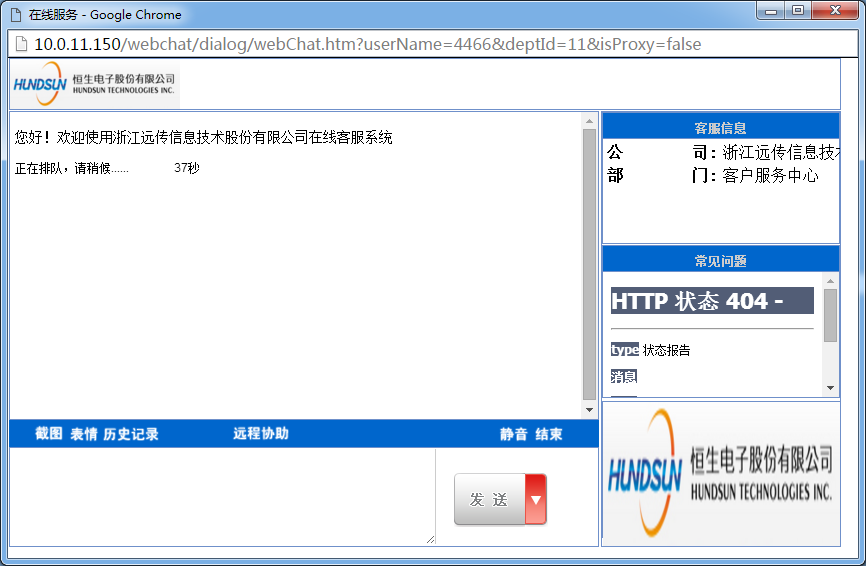 在线服务 - Google Chrome
10.0.11.150/webchat/dialog/webChat.htm?userName=4466&deptId=11&isProxy=false
HUNDSUN 恒生电子股份有限公司
HUNDSUN TECHNOLOGIES INC.
您好！欢迎使用浙江远传信息技术股份有限公司在线客服系统
正在排队，请稍候...... 37秒
截图 表情 历史记录 远程协助 静音 结束
发 送
客服信息
公 司：浙江远传信息技
部 门：客户服务中心
常见问题
HTTP 状态 404 -
type 状态报告
消息
HUNDSUN 恒生电子股份有限公司
HUNDSUN TECHNOLOGIES INC.